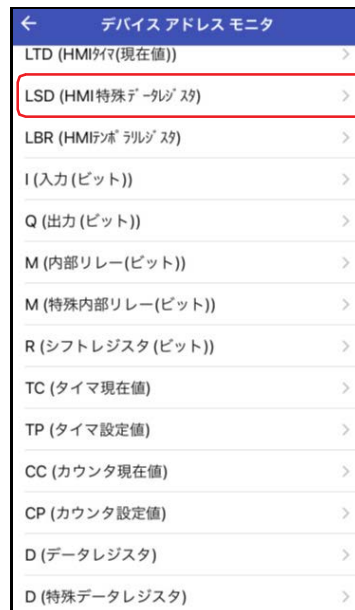 デバイス アドレス モニタ
LTD (HMIﾀｲﾏ(現在値))
LSD (HMI特殊ﾃﾞｰﾀﾚｼﾞｽﾀ)
LBR (HMIﾃﾝﾎﾟﾗﾘﾚｼﾞｽﾀ)
I (入力 (ビット))
Q (出力 (ビット))
M (内部リレー(ビット))
M (特殊内部リレー(ビット))
R (シフトレジスタ (ビット))
TC (タイマ現在値)
TP (タイマ設定値)
CC (カウンタ現在値)
CP (カウンタ設定値)
D (データレジスタ)
D (特殊データレジスタ)